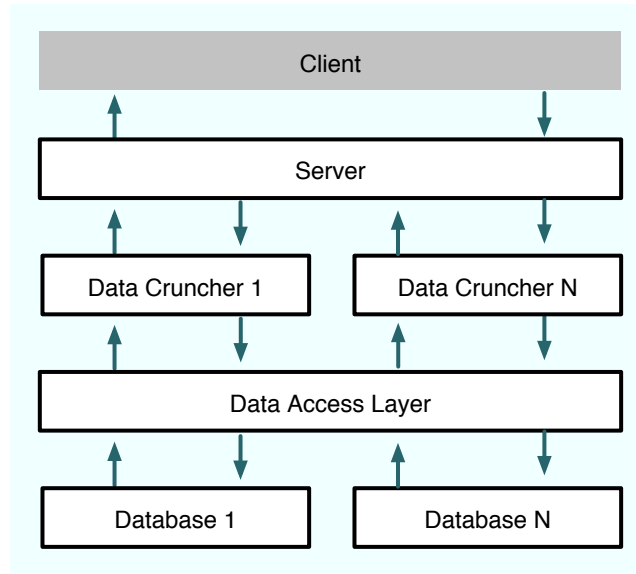 Client
Server
Data Cruncher 1
Data Cruncher N
Data Access Layer
Database 1
Database N